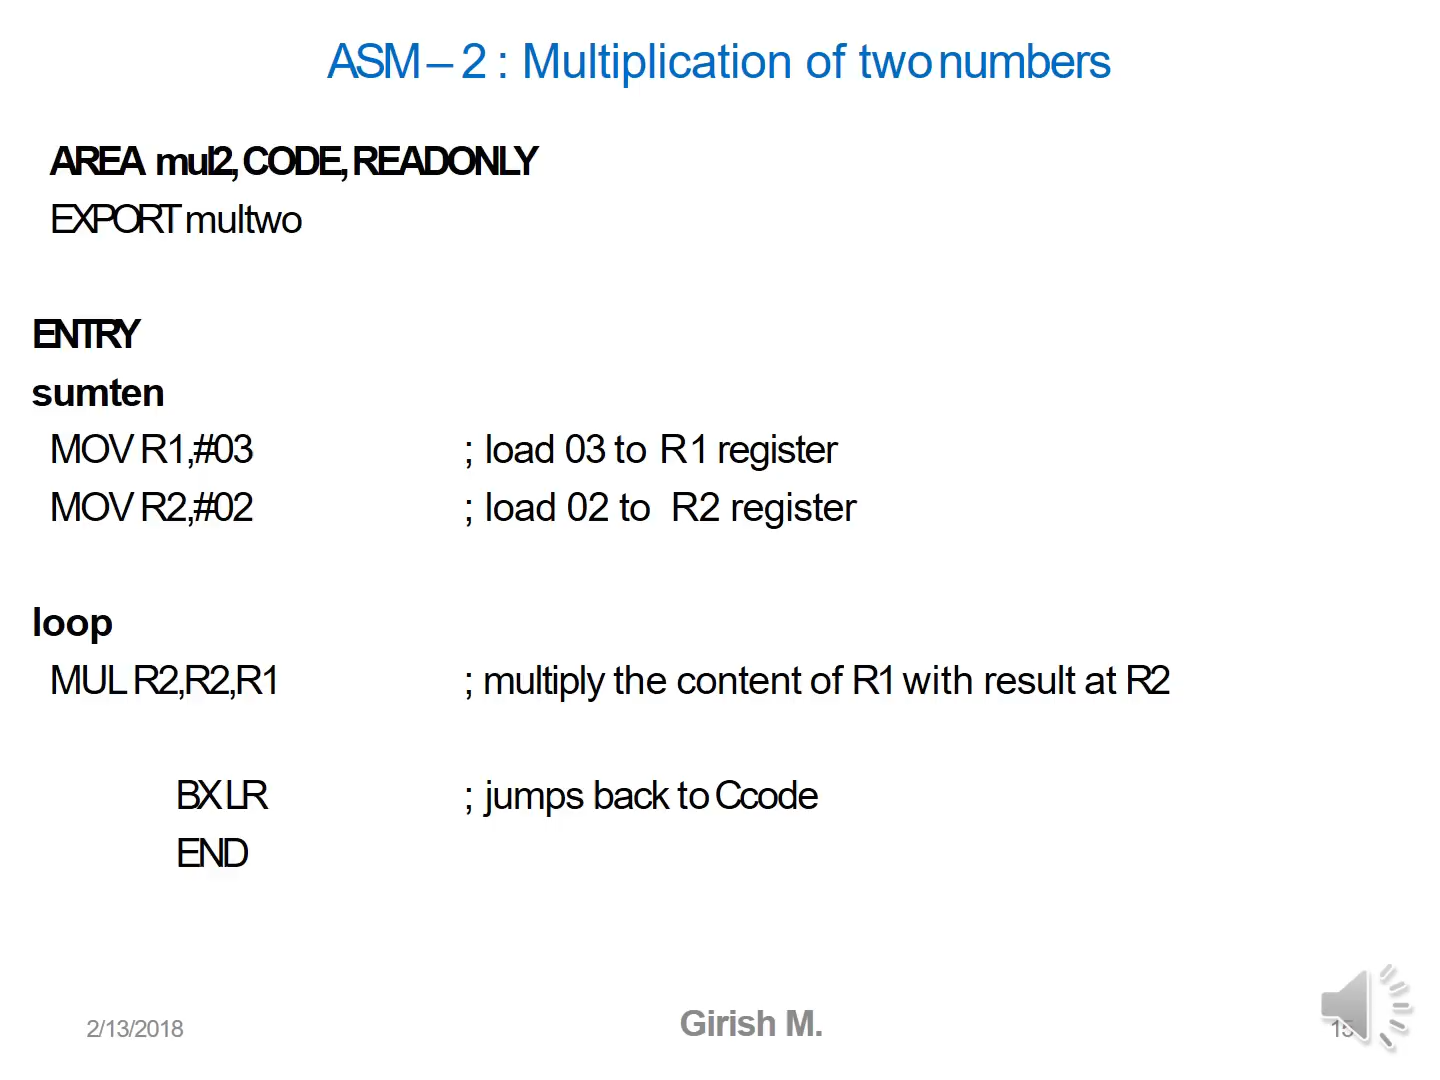 ASM – 2 : Multiplication of two numbers
AREA mul2, CODE, READONLY
EXPORT multwo
ENTRY
sumten
MOV R1,#03 ; load 03 to R1 register
MOV R2,#02 ; load 02 to R2 register
loop
MUL R2,R2,R1 ; multiply the content of R1 with result at R2
BX LR ; jumps back to C code
END
2/13/2018 Girish M. 15